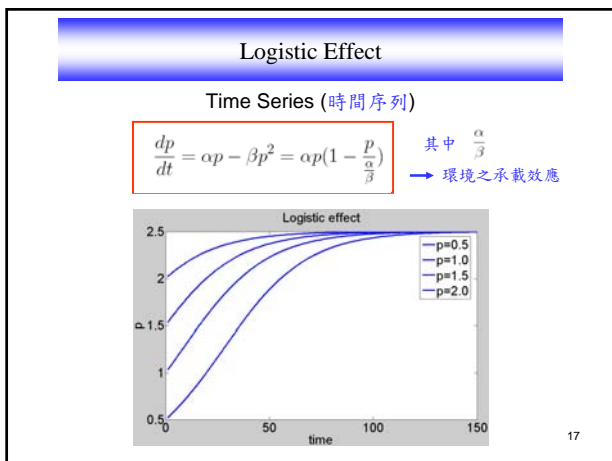 Logistic Effect
Time Series (時間序列)
dp/dt = αp − βp² = αp(1 − p/(α/β))
其中 α/β
→ 環境之承載效應
Logistic effect
2.5
2
1.5
1
0.5
p
0
50
100
150
time
p=0.5
p=1.0
p=1.5
p=2.0
17